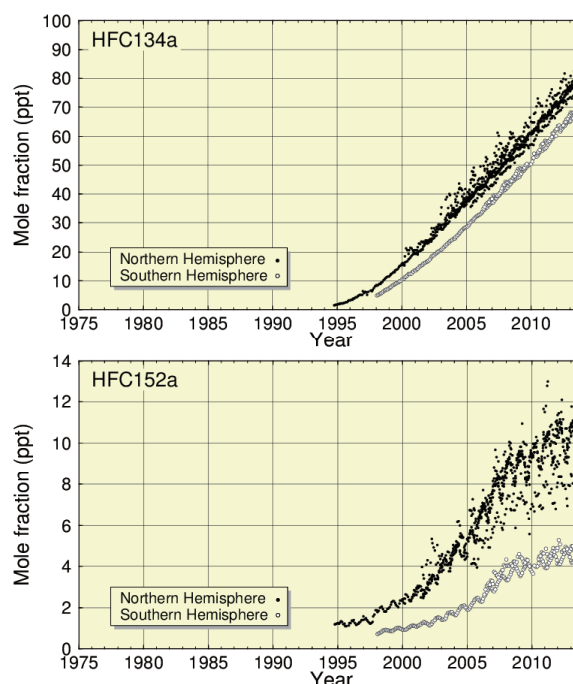 HFC134a
Mole fraction (ppt)
100
90
80
70
60
50
40
30
20
10
0
Northern Hemisphere
Southern Hemisphere
1975 1980 1985 1990 1995 2000 2005 2010
Year
HFC152a
Mole fraction (ppt)
14
12
10
8
6
4
2
0
Northern Hemisphere
Southern Hemisphere
1975 1980 1985 1990 1995 2000 2005 2010
Year